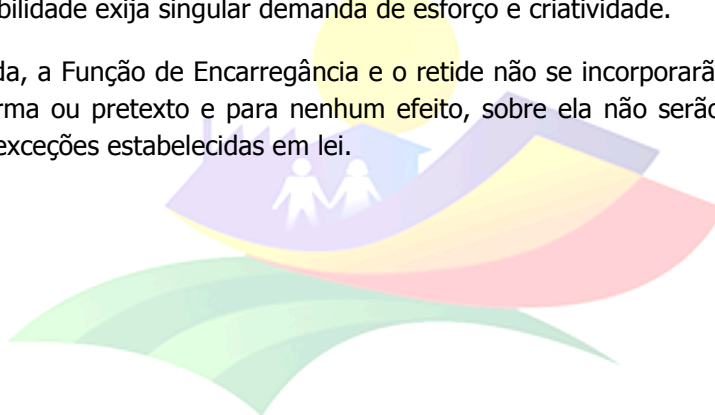 bilidade exija singular demanda de esforço e criatividade.
da, a Função de Encarregância e o retide não se incorporarã
rma ou pretexto e para nenhum efeito, sobre ela não serão
exceções estabelecidas em lei.